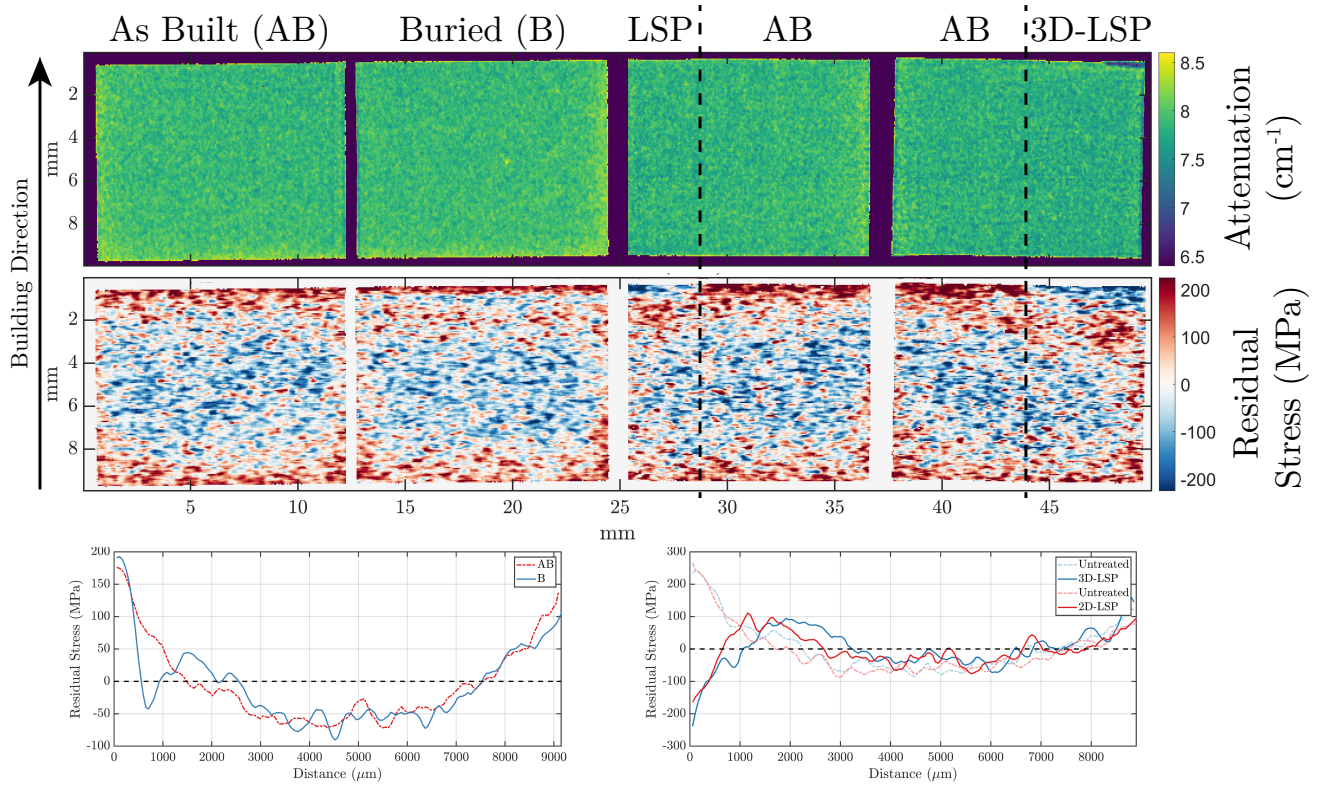 As Built (AB) Buried (B) LSP AB AB 3D-LSP
Building Direction
mm
2
4
6
8
8.5
8
7.5
7
6.5
Attenuation
(cm⁻¹)
mm
2
4
6
8
200
100
0
-100
-200
Residual
Stress (MPa)
5 10 15 20 25 30 35 40 45
mm
Residual Stress (MPa)
200
150
100
50
0
-50
-100
AB
B
0 1000 2000 3000 4000 5000 6000 7000 8000 9000
Distance (μm)
Residual Stress (MPa)
300
200
100
0
-100
-200
-300
Untreated
3D-LSP
Untreated
2D-LSP
0 1000 2000 3000 4000 5000 6000 7000 8000
Distance (μm)